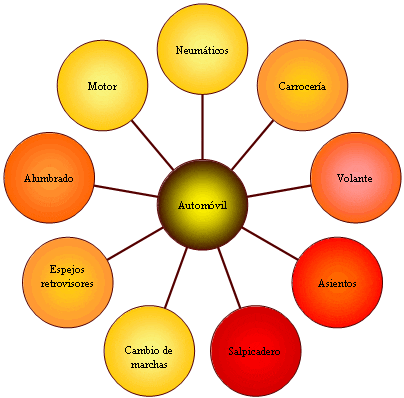 Neumáticos
Motor
Carrocería
Alumbrado
Volante
Automóvil
Espejos
retrovisores
Asientos
Cambio de
marchas
Salpicadero